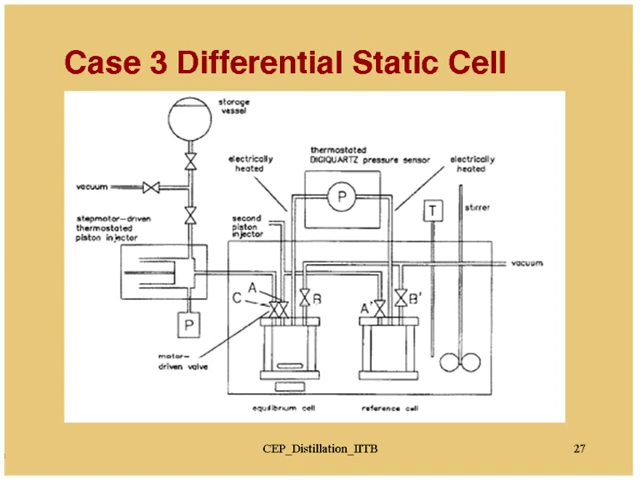 Case 3 Differential Static Cell
storage
vessel
thermostated
DIGIQUARTZ pressure sensor
electrically
heated
electrically
heated
P
vacuum
T
stirrer
stepmotor-driven
thermostated
piston injector
second
piston
injector
vacuum
A
C
B
A'
B'
P
motor-
driven valve
equilibrium cell
reference cell
CEP_Distillation_IITB
27